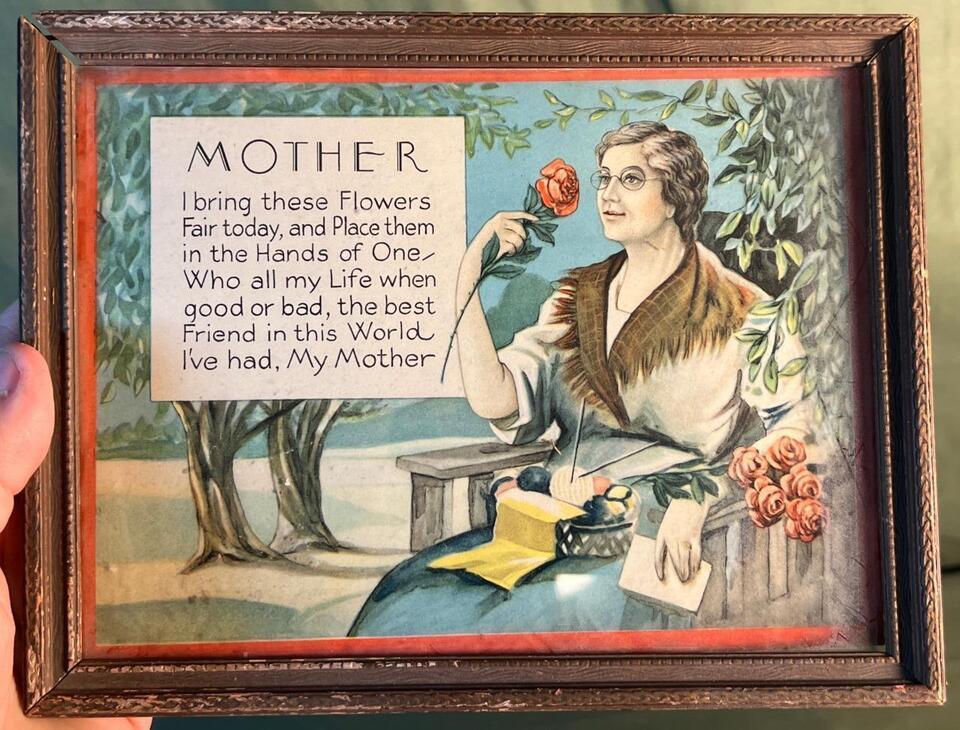 MOTHER
I bring these Flowers
Fair today, and Place them
in the Hands of One
Who all my Life when
good or bad, the best
Friend in this World
I've had, My Mother